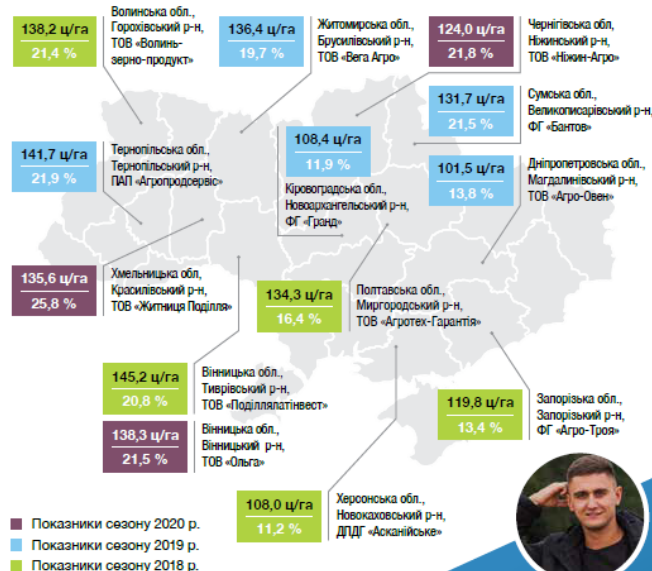 138,2 ц/га
21,4 %
Волинська обл.,
Горохівський р-н,
ТОВ «Волинь-
зерно-продукт»
136,4 ц/га
19,7 %
Житомирська обл.,
Брусилівський р-н,
ТОВ «Вега Агро»
124,0 ц/га
21,8 %
Чернігівська обл.,
Ніжинський р-н,
ТОВ «Ніжин-Агро»
131,7 ц/га
21,5 %
Сумська обл.,
Великописарівський р-н,
ФГ «Бантов»
141,7 ц/га
21,9 %
Тернопільська обл.,
Тернопільський р-н,
ПАП «Агропродсервіс»
108,4 ц/га
11,9 %
Кіровоградська обл.,
Новоархангельський р-н,
ФГ «Гранд»
101,5 ц/га
13,8 %
Дніпропетровська обл.,
Магдалинівський р-н,
ТОВ «Агро-Овен»
135,6 ц/га
25,8 %
Хмельницька обл,
Красилівський р-н,
ТОВ «Житниця Поділля»
134,3 ц/га
16,4 %
Полтавська обл.,
Миргородський р-н,
ТОВ «Агротех-Гарантія»
145,2 ц/га
20,8 %
Вінницька обл.,
Тиврівський р-н,
ТОВ «Поділлялатінвест»
138,3 ц/га
21,5 %
Вінницька обл.,
Вінницький р-н,
ТОВ «Ольга»
119,8 ц/га
13,4 %
Запорізька обл.,
Запорізький р-н,
ФГ «Агро-Троя»
108,0 ц/га
11,2 %
Херсонська обл.,
Новокаховський р-н,
ДПДГ «Асканійське»
Показники сезону 2020 р.
Показники сезону 2019 р.
Показники сезону 2018 р.